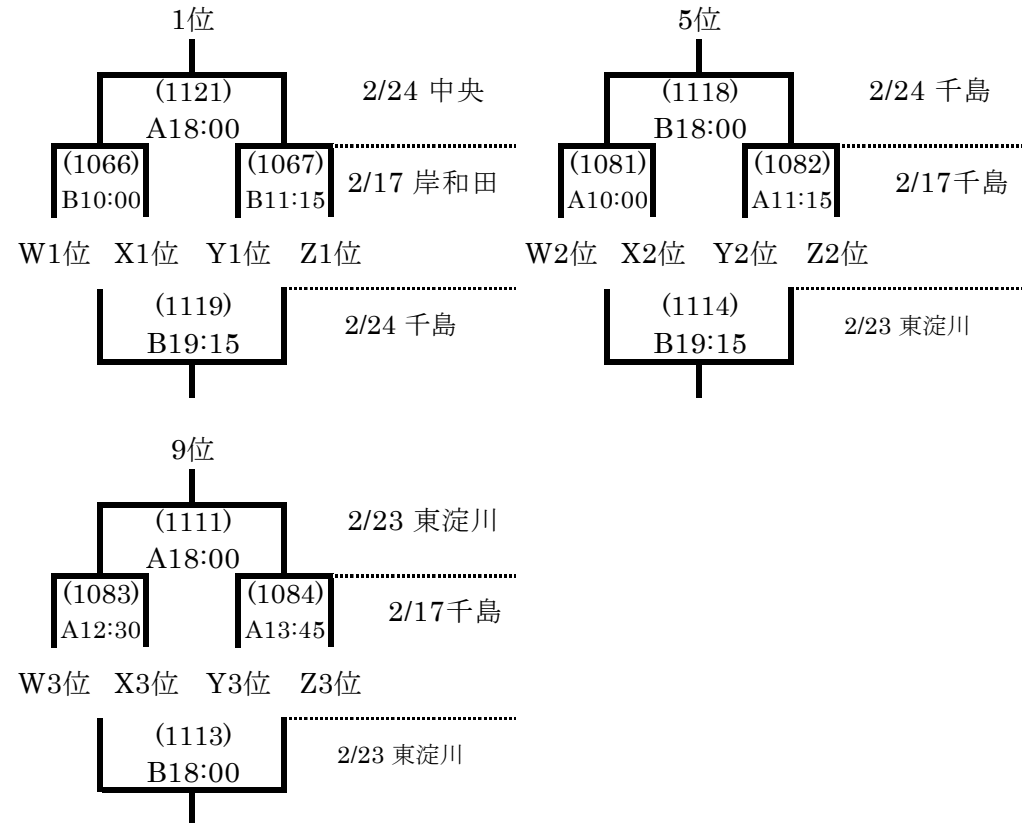 1位
(1121) 2/24 中央
A18:00
(1066) (1067) 2/17 岸和田
B10:00 B11:15
W1位 X1位 Y1位 Z1位
(1119) 2/24 千島
B19:15
5位
(1118) 2/24 千島
B18:00
(1081) (1082) 2/17千島
A10:00 A11:15
W2位 X2位 Y2位 Z2位
(1114) 2/23 東淀川
B19:15
9位
(1111) 2/23 東淀川
A18:00
(1083) (1084) 2/17千島
A12:30 A13:45
W3位 X3位 Y3位 Z3位
(1113) 2/23 東淀川
B18:00